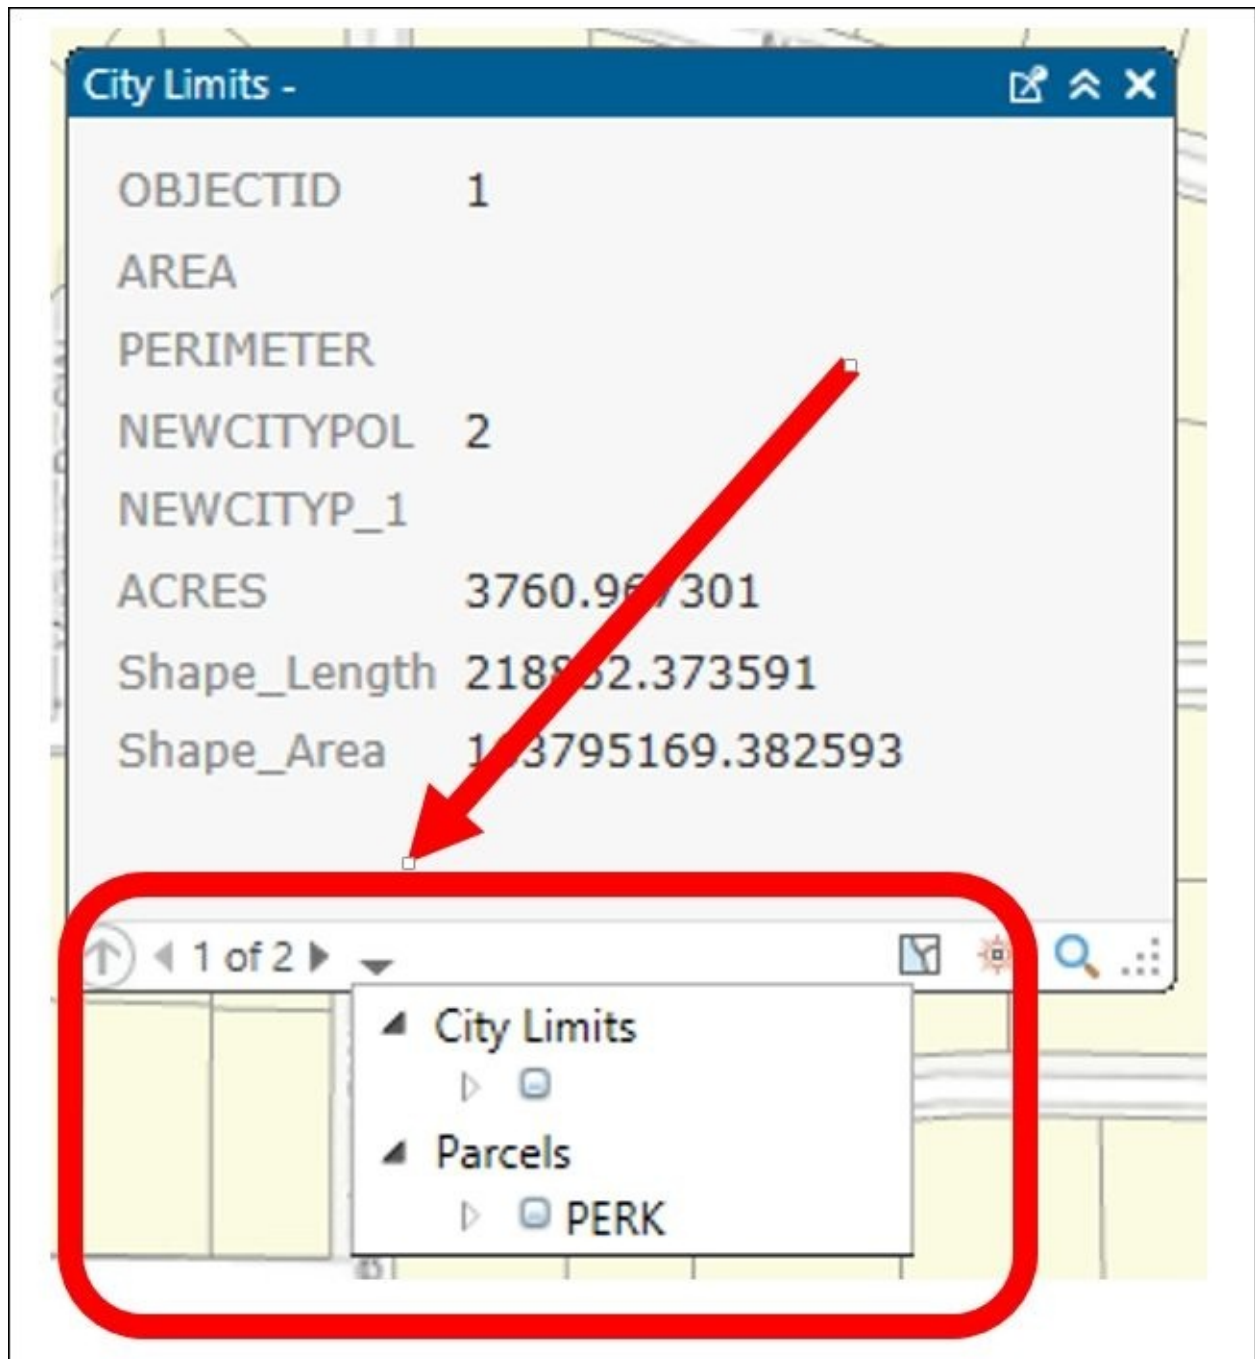 City Limits -
OBJECTID 1
AREA
PERIMETER
NEWCITYPOL 2
NEWCITYP_1
ACRES
Shape_Length
Shape_Area
1 of 2
City Limits
Parcels
PERK